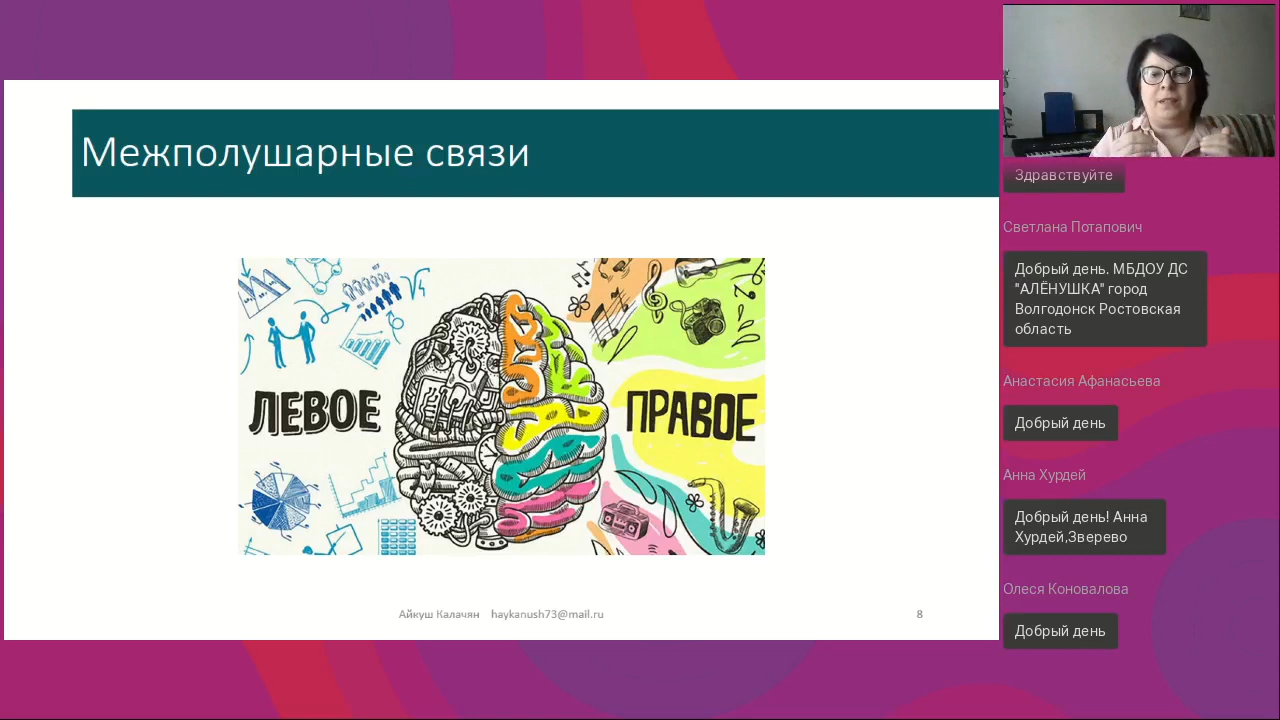 Межполушарные связи
ЛЕВОЕ
ПРАВОЕ
Айкуш Калачян haykanush73@mail.ru
8
Здравствуйте
Светлана Потапович
Добрый день. МБДОУ ДС
"АЛЁНУШКА" город
Волгодонск Ростовская
область
Анастасия Афанасьева
Добрый день
Анна Хурдей
Добрый день! Анна
Хурдей,Зверево
Олеся Коновалова
Добрый день